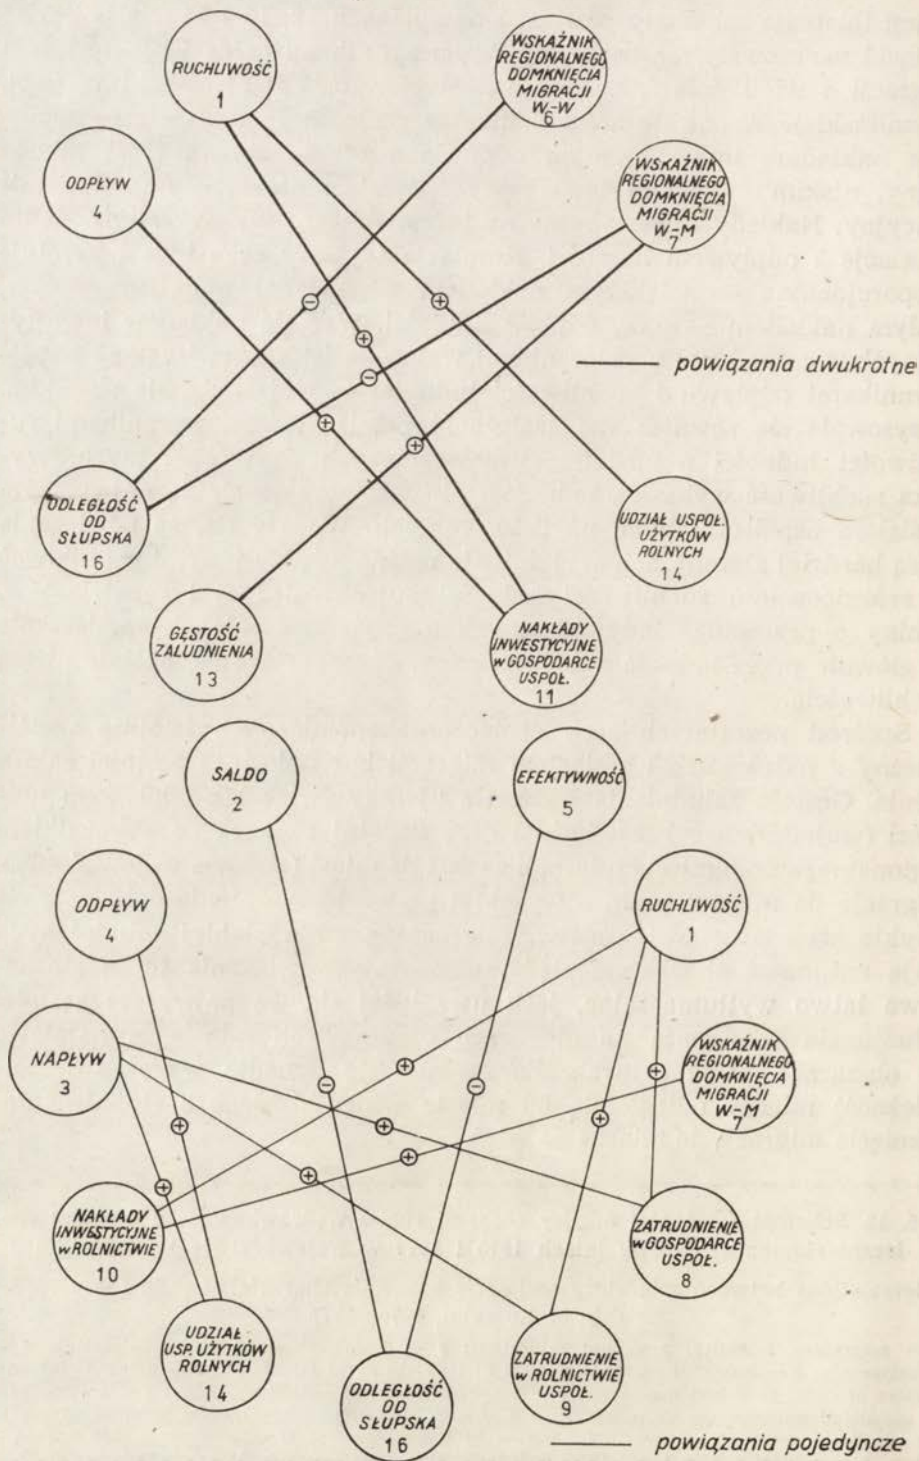 RUCHLIWOŚĆ
1
WSKAŹNIK
REGIONALNEGO
DOMKNIĘCIA
MIGRACJI
W-W
6
ODPŁYW
4
WSKAŹNIK
REGIONALNEGO
DOMKNIĘCIA
MIGRACJI
W-M
7
powiązania dwukrotne
ODLEGŁOŚĆ
OD
SŁUPSKA
16
UDZIAŁ USPOŁ.
UŻYTKÓW
ROLNYCH
14
GĘSTOŚĆ
ZALUDNIENIA
13
NAKŁADY
INWESTYCYJNE
w GOSPODARCE
USPOŁ.
11
SALDO
2
EFEKTYWNOŚĆ
5
ODPŁYW
4
RUCHLIWOŚĆ
1
NAPŁYW
3
WSKAŹNIK
REGIONALNEGO
DOMKNIĘCIA
MIGRACJI
W-M
7
NAKŁADY
INWESTYCYJNE
w ROLNICTWIE
10
ZATRUDNIENIE
w GOSPODARCE
USPOŁ.
8
UDZIAŁ
USP. UŻYTKÓW
ROLNYCH
14
ODLEGŁOŚĆ
OD
SŁUPSKA
16
ZATRUDNIENIE
w ROLNICTWIE
USPOŁ.
9
powiązania pojedyncze